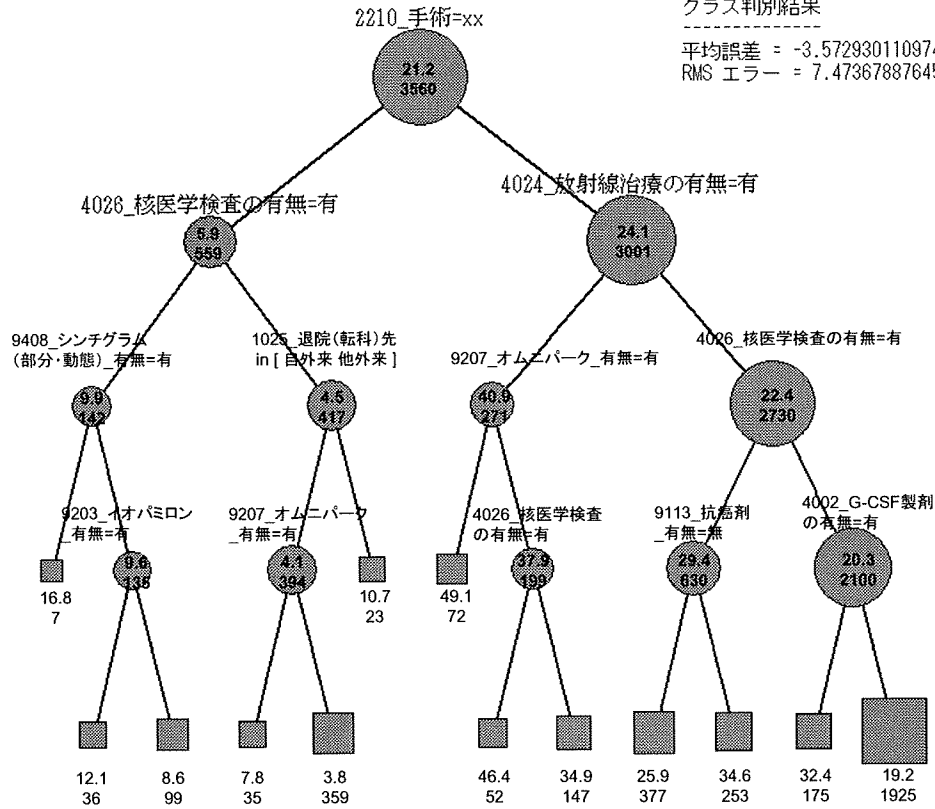 クラス判別結果
--------------
平均誤差 = -3.572930110974
RMS エラー = 7.4736788764
2210_手術=xx
21.2
3560
4026_核医学検査の有無=有
5.9
559
4024_放射線治療の有無=有
24.1
3001
9408_シンチグラム
(部分・動態)_有無=有
9.9
142
1025_退院(転科)先
in [ 自外来 他外来 ]
4.5
417
9207_オムニパーク_有無=有
40.9
271
4026_核医学検査の有無=有
22.4
2730
16.8
7
9203_イオパミロン
_有無=有
9.6
135
9207_オムニパーク
_有無=有
4.1
394
10.7
23
49.1
72
4026_核医学検査
の有無=有
37.9
199
9113_抗癌剤
_有無=無
29.4
630
4002_G-CSF製剤
の有無=有
20.3
2100
12.1
36
8.6
99
7.8
35
3.8
359
46.4
52
34.9
147
25.9
377
34.6
253
32.4
175
19.2
1925